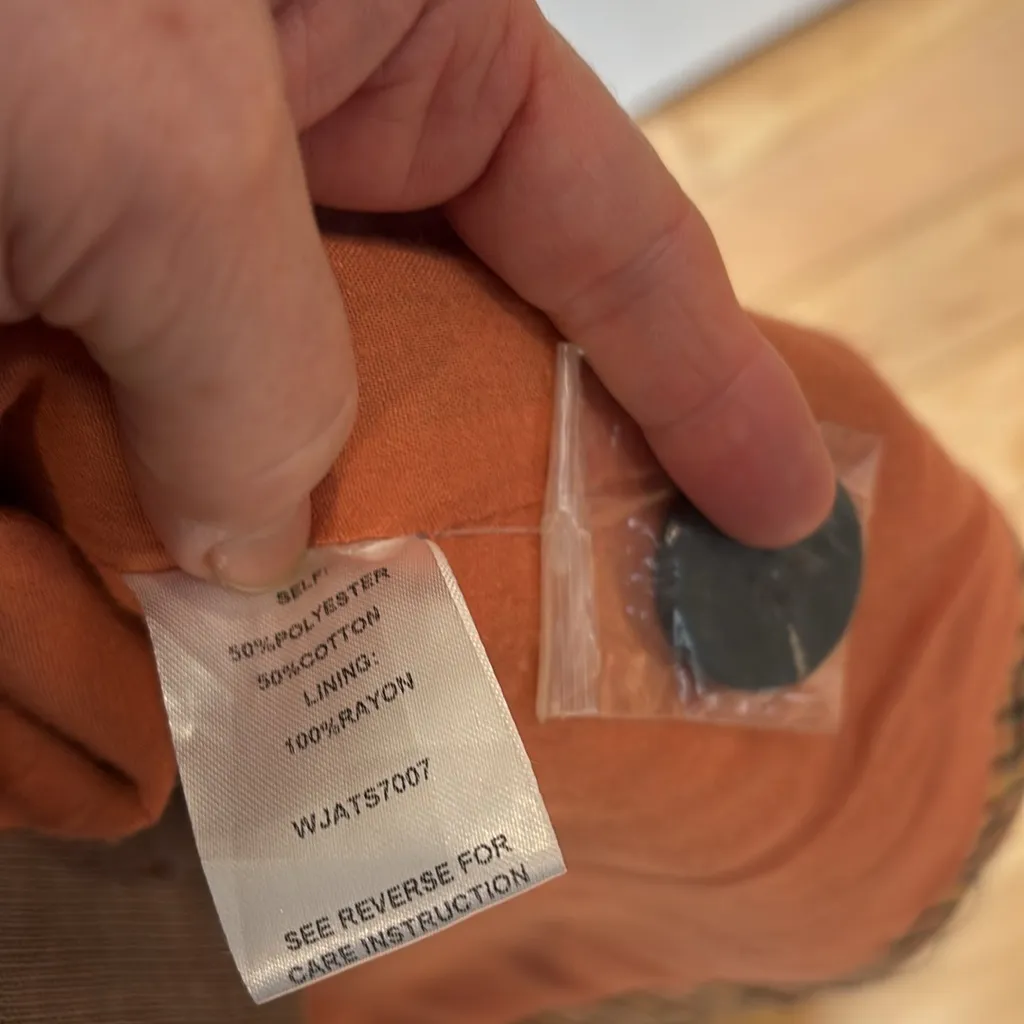 SELF:
50%POLYESTER
50%COTTON
LINING:
100%RAYON
WJATS7007
SEE REVERSE FOR
CARE INSTRUCTION